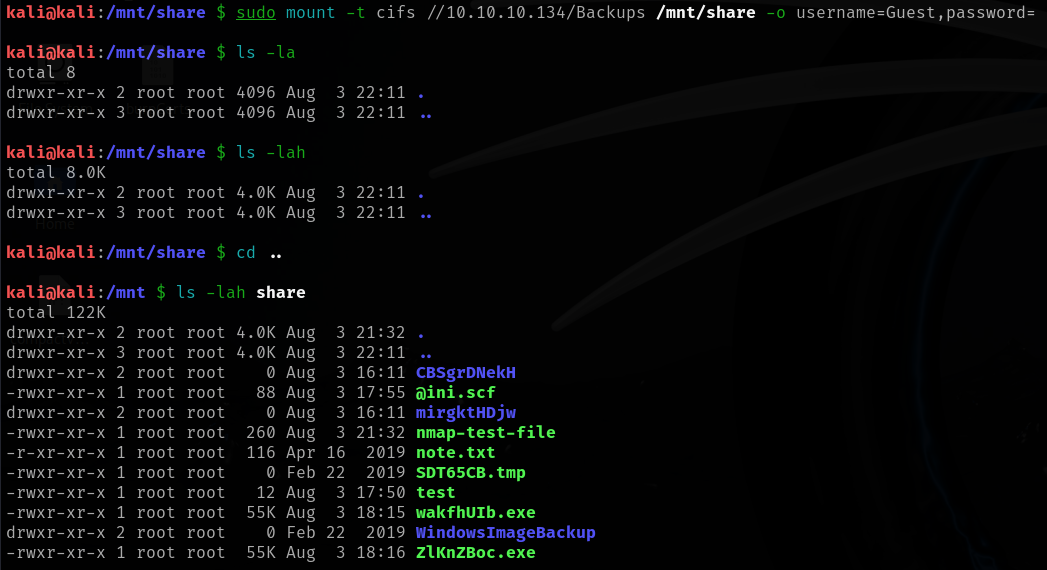 kali@kali:/mnt/share $ sudo mount -t cifs //10.10.10.134/Backups /mnt/share -o username=Guest,password=
kali@kali:/mnt/share $ ls -la
total 8
drwxr-xr-x 2 root root 4096 Aug  3 22:11 .
drwxr-xr-x 3 root root 4096 Aug  3 22:11 ..
kali@kali:/mnt/share $ ls -lah
total 8.0K
drwxr-xr-x 2 root root 4.0K Aug  3 22:11 .
drwxr-xr-x 3 root root 4.0K Aug  3 22:11 ..
Home
kali@kali:/mnt/share $ cd ..
kali@kali:/mnt $ ls -lah share
total 122K
drwxr-xr-x 2 root root 4.0K Aug  3 21:32 .
drwxr-xr-x 3 root root 4.0K Aug  3 22:11 ..
drwxr-xr-x 2 root root    0 Aug  3 16:11 CBSgrDNekH
-rwxr-xr-x 1 root root   88 Aug  3 17:55 @ini.scf
drwxr-xr-x 2 root root    0 Aug  3 16:11 mirgktHDjw
-rwxr-xr-x 1 root root  260 Aug  3 21:32 nmap-test-file
-r-xr-xr-x 1 root root  116 Apr 16  2019 note.txt
-rwxr-xr-x 1 root root    0 Feb 22  2019 SDT65CB.tmp
-rwxr-xr-x 1 root root   12 Aug  3 17:50 test
-rwxr-xr-x 1 root root  55K Aug  3 18:15 wakfhUIb.exe
drwxr-xr-x 2 root root    0 Feb 22  2019 WindowsImageBackup
-rwxr-xr-x 1 root root  55K Aug  3 18:16 ZlKnZBoc.exe